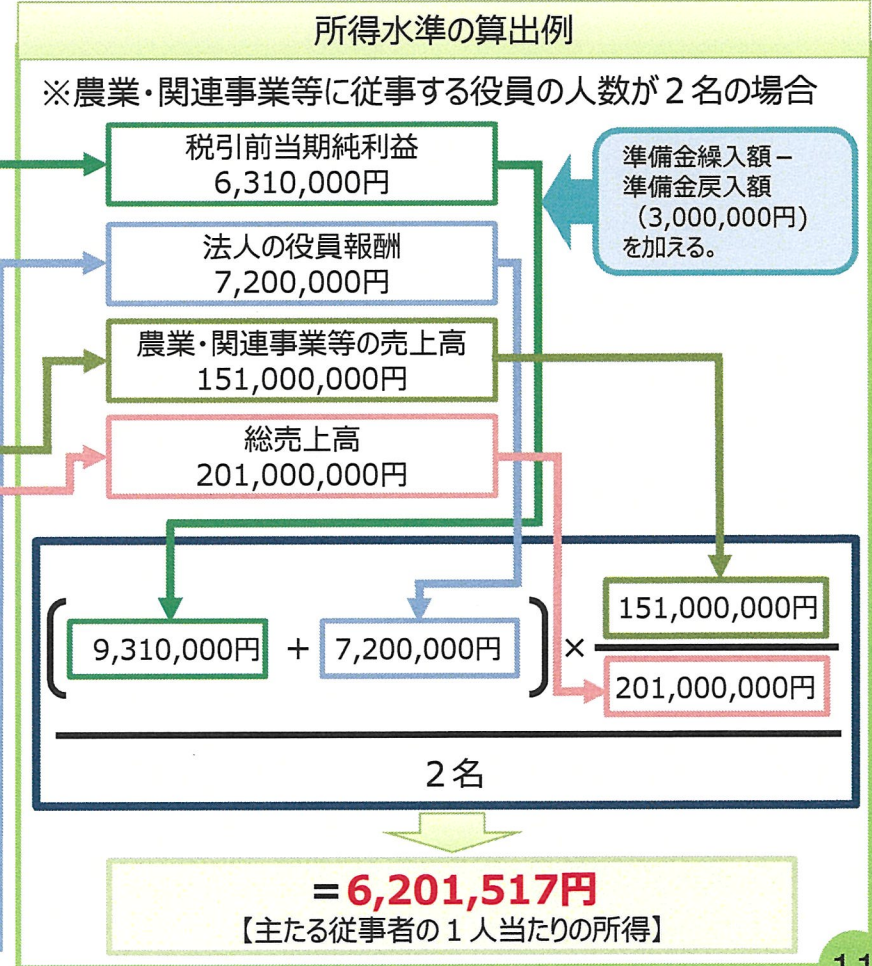 所得水準の算出例
※農業・関連事業等に従事する役員の人数が2名の場合
税引前当期純利益
6,310,000円
準備金繰入額－
準備金戻入額
（3,000,000円）
を加える。
法人の役員報酬
7,200,000円
農業・関連事業等の売上高
151,000,000円
総売上高
201,000,000円
9,310,000円 + 7,200,000円 × 151,000,000円
201,000,000円
2名
=6,201,517円
【主たる従事者の1人当たりの所得】
11